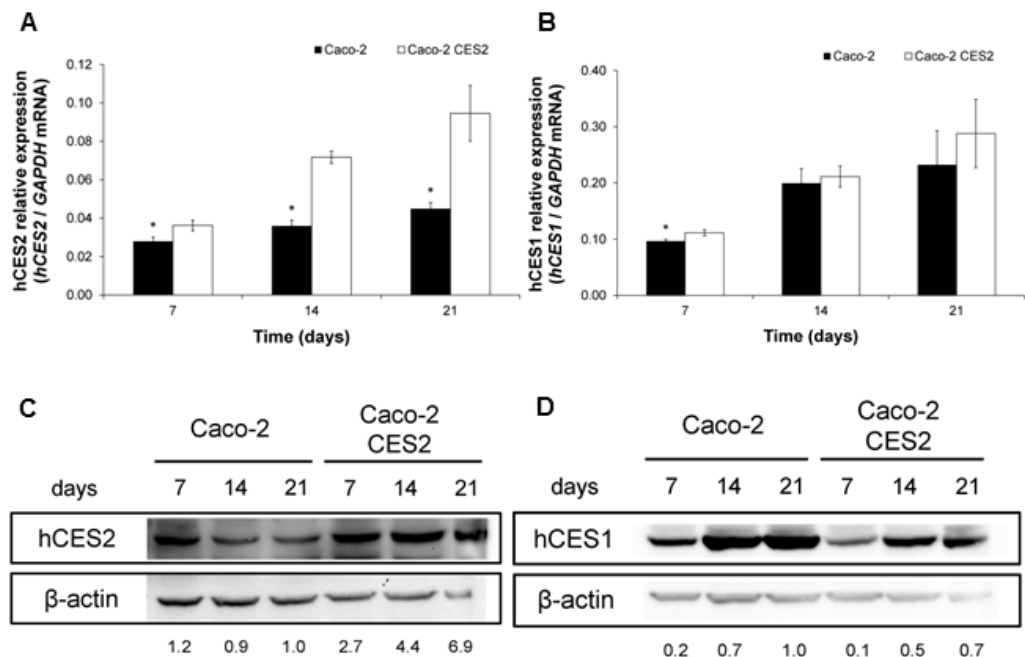 A
■Caco-2 □Caco-2 CES2
hCES2 relative expression
(hCES2 / GAPDH mRNA)
0.12
0.10
0.08
0.06
0.04
0.02
0.00
* * *
7 14 21
Time (days)
B
■Caco-2 □Caco-2 CES2
hCES1 relative expression
(hCES1 / GAPDH mRNA)
0.40
0.30
0.20
0.10
0.00
*
7 14 21
Time (days)
C
Caco-2 Caco-2
CES2
days 7 14 21 7 14 21
hCES2
β-actin
1.2 0.9 1.0 2.7 4.4 6.9
D
Caco-2 Caco-2
CES2
days 7 14 21 7 14 21
hCES1
β-actin
0.2 0.7 1.0 0.1 0.5 0.7